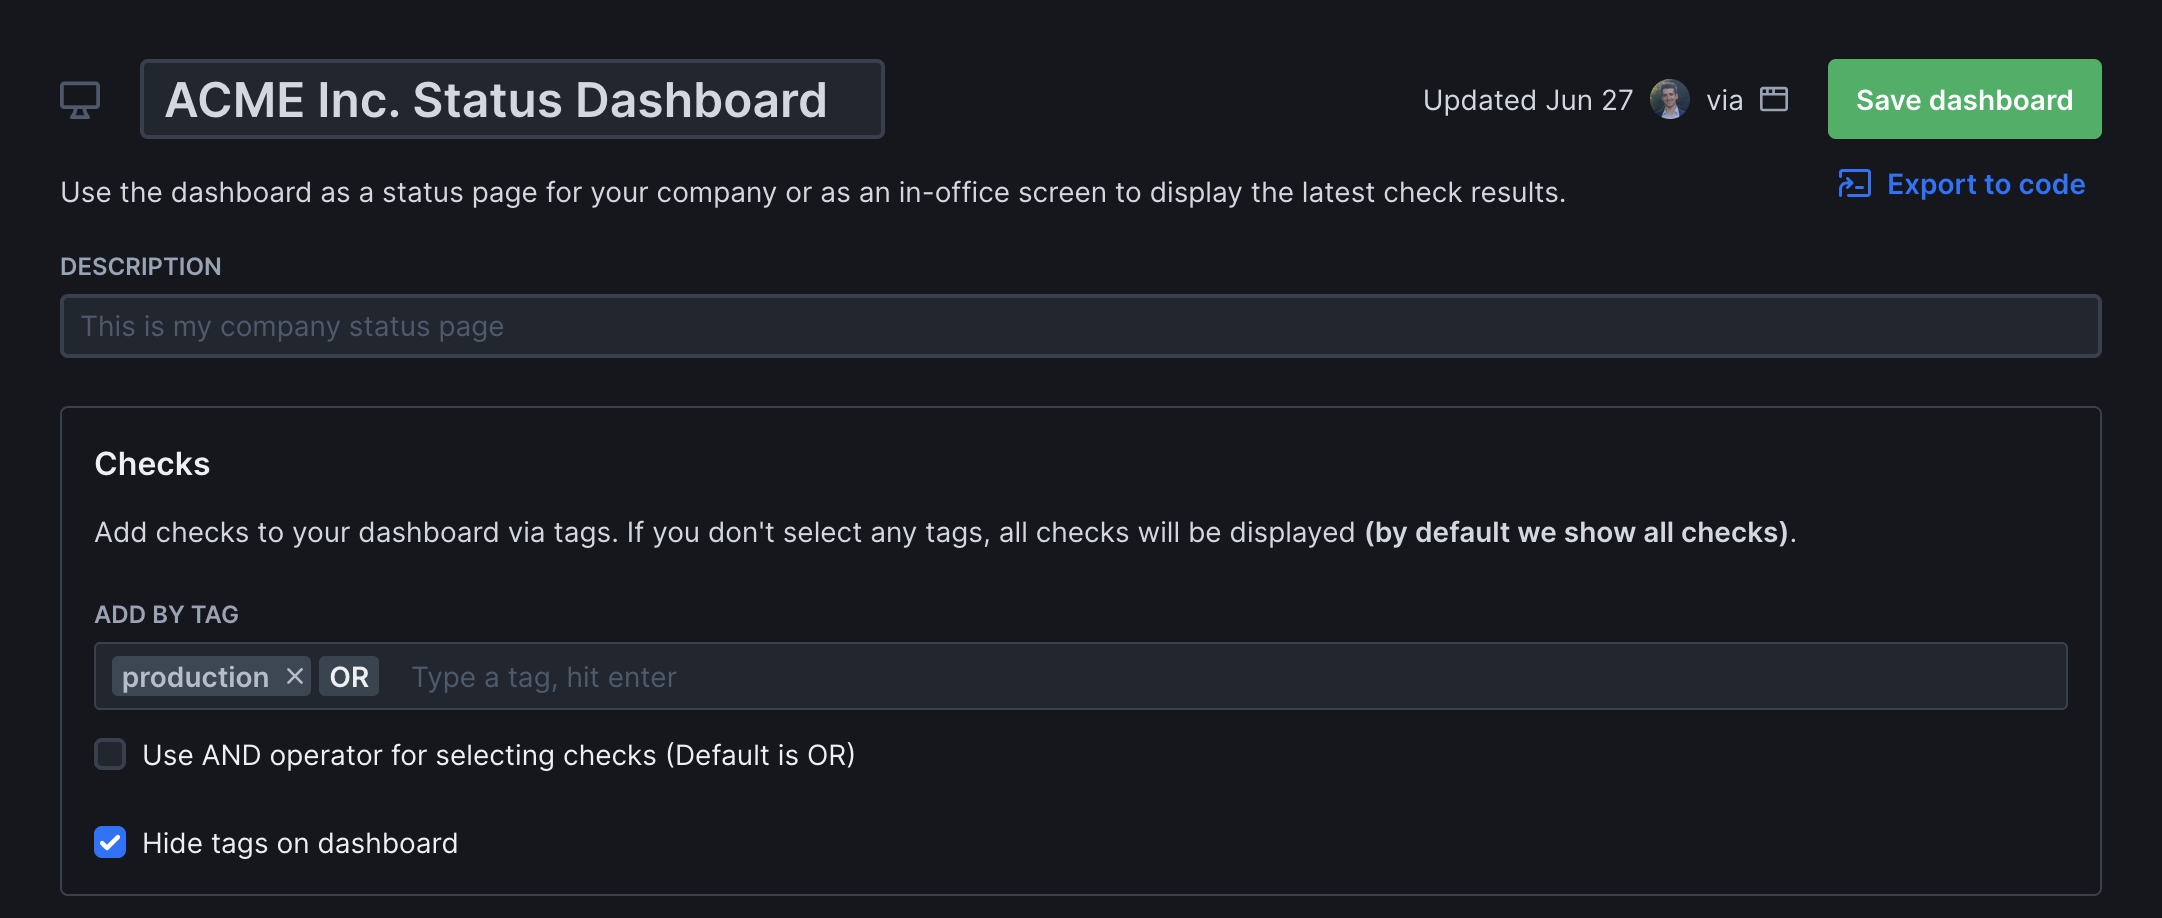 ACME Inc. Status Dashboard
Updated Jun 27 via
Save dashboard
Use the dashboard as a status page for your company or as an in-office screen to display the latest check results.
Export to code
DESCRIPTION
This is my company status page
Checks
Add checks to your dashboard via tags. If you don't select any tags, all checks will be displayed (by default we show all checks).
ADD BY TAG
production × OR Type a tag, hit enter
Use AND operator for selecting checks (Default is OR)
Hide tags on dashboard